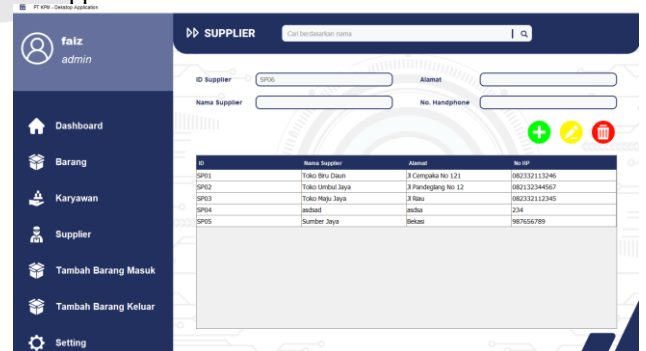 PT KPM - Dekstop Application
faiz
admin
SUPPLIER
Cari berdasarkan nama
ID Supplier
SP06
Alamat
Nama Supplier
No. Handphone
Dashboard
Barang
Karyawan
Supplier
Tambah Barang Masuk
Tambah Barang Keluar
Setting
ID Nama Supplier Alamat No HP
SP01 Toko Biru Daun Jl Cempaka No 121 082332113246
SP02 Toko Umbul Jaya Jl Pandeglang No 12 082132344567
SP03 Toko Maju Jaya Jl Riau 082332112345
SP04 asdsad asdsa 234
SP05 Sumber Jaya Bekasi 987656789